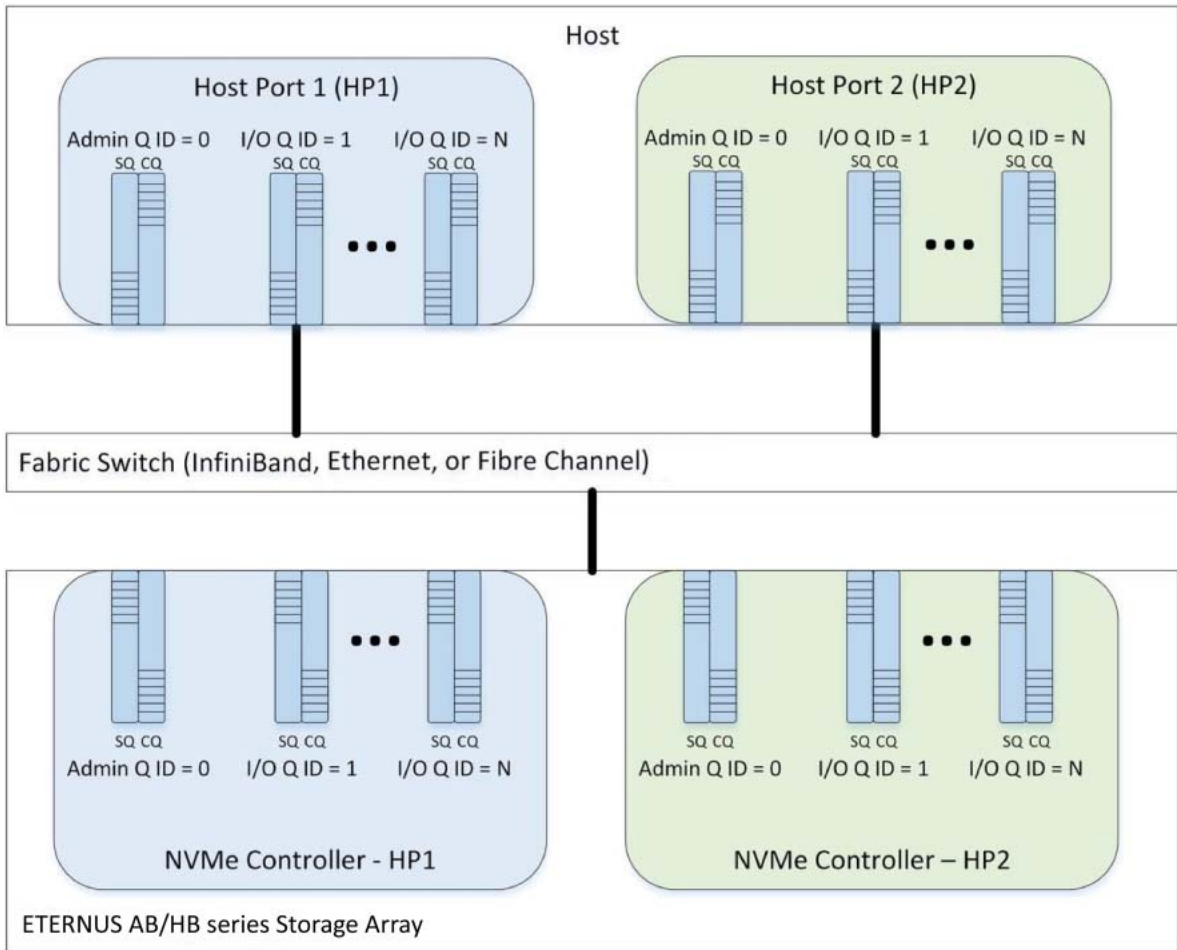 Host
Host Port 1 (HP1)
Host Port 2 (HP2)
Admin Q ID = 0
I/O Q ID = 1
I/O Q ID = N
Admin Q ID = 0
I/O Q ID = 1
I/O Q ID = N
SQ CQ
SQ CQ
SQ CQ
SQ CQ
SQ CQ
SQ CQ
Fabric Switch (InfiniBand, Ethernet, or Fibre Channel)
SQ CQ
SQ CQ
SQ CQ
SQ CQ
SQ CQ
SQ CQ
Admin Q ID = 0
I/O Q ID = 1
I/O Q ID = N
Admin Q ID = 0
I/O Q ID = 1
I/O Q ID = N
NVMe Controller - HP1
NVMe Controller – HP2
ETERNUS AB/HB series Storage Array